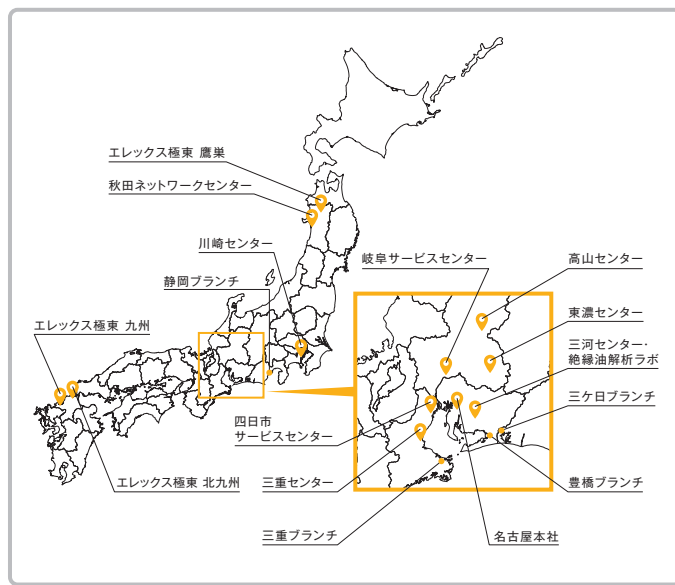 エレックス極東 鷹巣
秋田ネットワークセンター
川崎センター
静岡ブランチ
エレックス極東 九州
岐阜サービスセンター
高山センター
東濃センター
三河センター・
絶縁油解析ラボ
三ケ日ブランチ
四日市
サービスセンター
エレックス極東 北九州
三重センター
豊橋ブランチ
三重ブランチ
名古屋本社